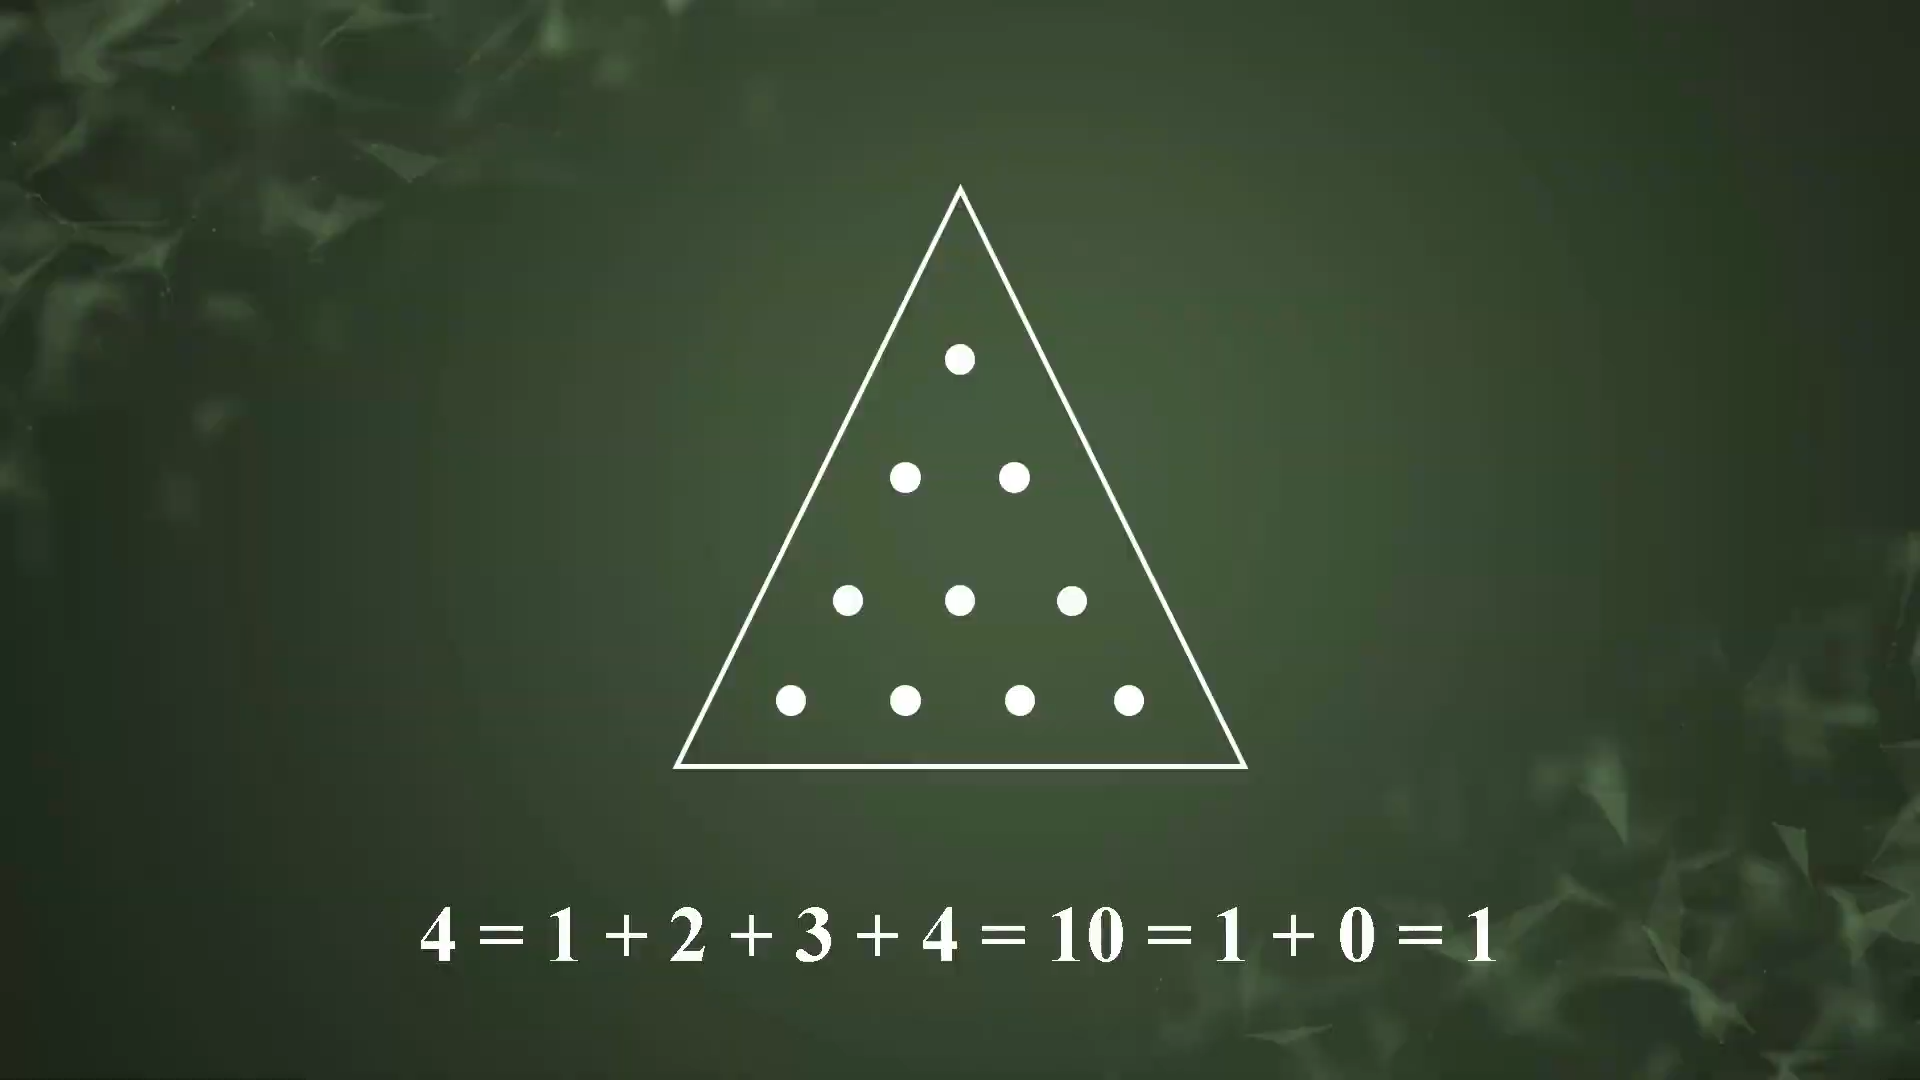 4 = 1 + 2 + 3 + 4 = 10 = 1 + 0 = 1